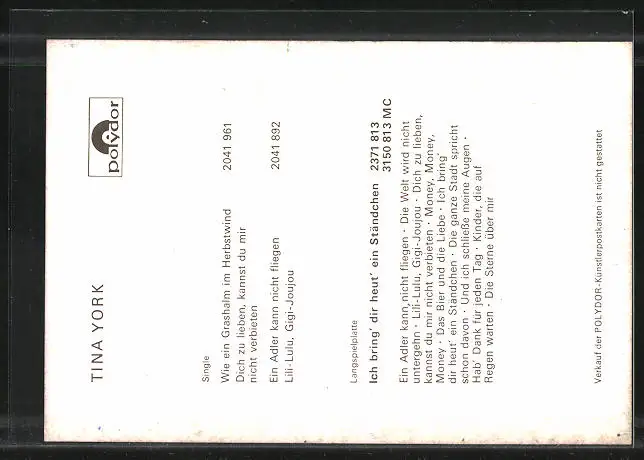 TINA YORK
polydor
Single
Wie ein Grashalm im Herbstwind 2041 961
Dich zu lieben, kannst du mir
nicht verbieten
Ein Adler kann nicht fliegen 2041 892
Lili-Lulu, Gigi-Joujou
Langspielplatte
Ich bring' dir heut' ein Ständchen 2371 813
3150 813 MC
Ein Adler kann nicht fliegen · Die Welt wird nicht
untergehn · Lili-Lulu, Gigi-Joujou · Dich zu lieben,
kannst du mir nicht verbieten · Money, Money,
Money · Das Bier und die Liebe · Ich bring'
dir heut' ein Ständchen · Die ganze Stadt spricht
schon davon · Und ich schließe meine Augen ·
Hab' Dank für jeden Tag · Kinder, die auf
Regen warten · Die Sterne über mir
Verkauf der POLYDOR-Künstlerpostkarten ist nicht gestattet